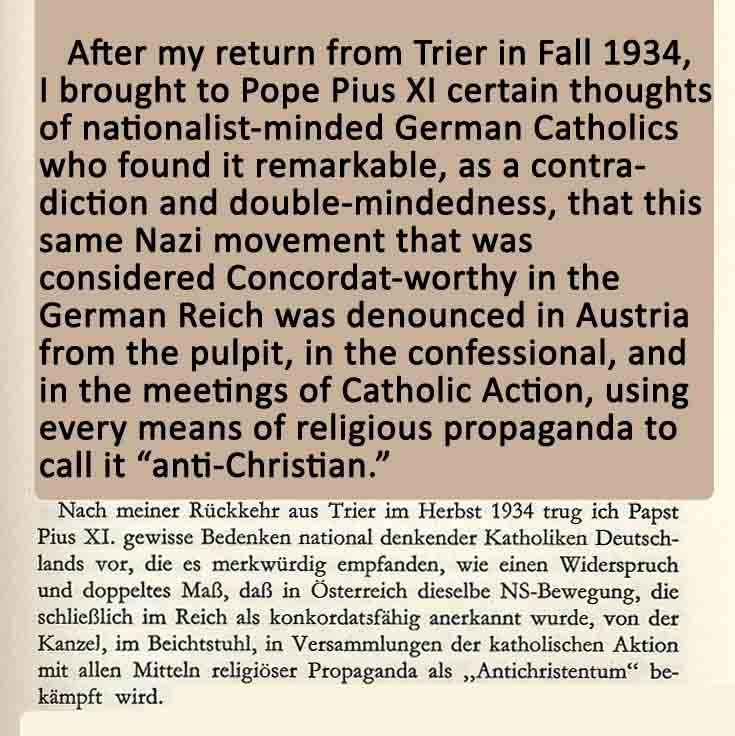 After my return from Trier in Fall 1934,
I brought to Pope Pius XI certain thoughts
of nationalist-minded German Catholics
who found it remarkable, as a contra-
diction and double-mindedness, that this
same Nazi movement that was
considered Concordat-worthy in the
German Reich was denounced in Austria
from the pulpit, in the confessional, and
in the meetings of Catholic Action, using
every means of religious propaganda to
call it “anti-Christian.”
Nach meiner Rückkehr aus Trier im Herbst 1934 trug ich Papst
Pius XI. gewisse Bedenken national denkender Katholiken Deutsch-
lands vor, die es merkwürdig empfanden, wie einen Widerspruch
und doppeltes Maß, daß in Österreich dieselbe NS-Bewegung, die
schließlich im Reich als konkordatsfähig anerkannt wurde, von der
Kanzel, im Beichtstuhl, in Versammlungen der katholischen Aktion
mit allen Mitteln religiöser Propaganda als „Antichristentum“ be-
kämpft wird.